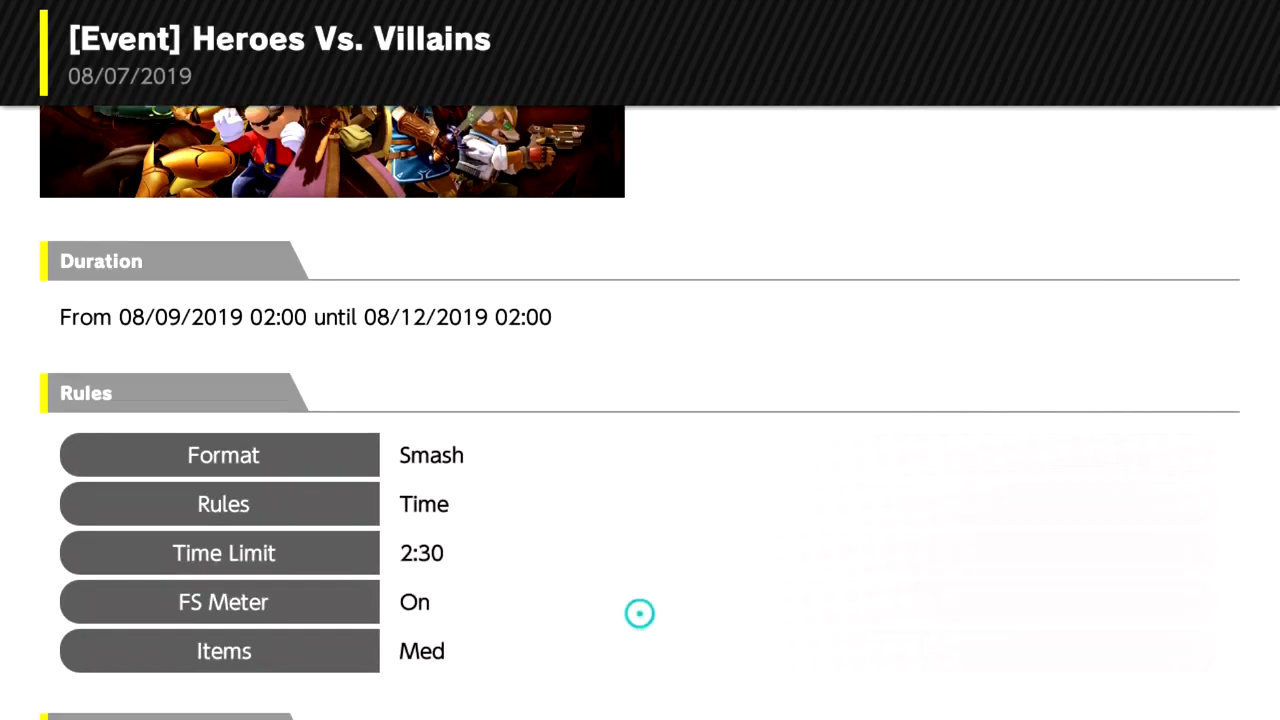 [Event] Heroes Vs. Villains
08/07/2019
Duration
From 08/09/2019 02:00 until 08/12/2019 02:00
Rules
Format Smash
Rules Time
Time Limit 2:30
FS Meter On
Items Med